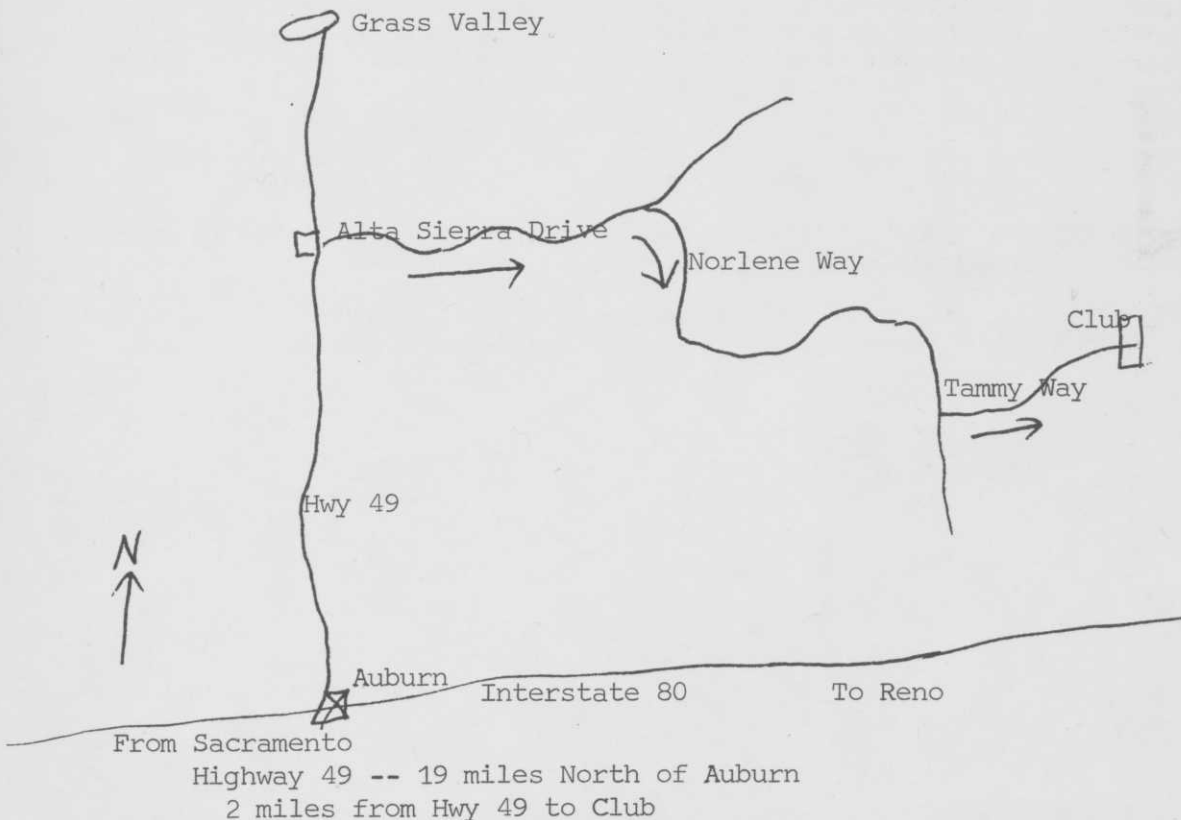 Grass Valley
Alta Sierra Drive
Norlene Way
Club
Tammy Way
Hwy 49
N
Auburn
Interstate 80 To Reno
From Sacramento
Highway 49 -- 19 miles North of Auburn
2 miles from Hwy 49 to Club